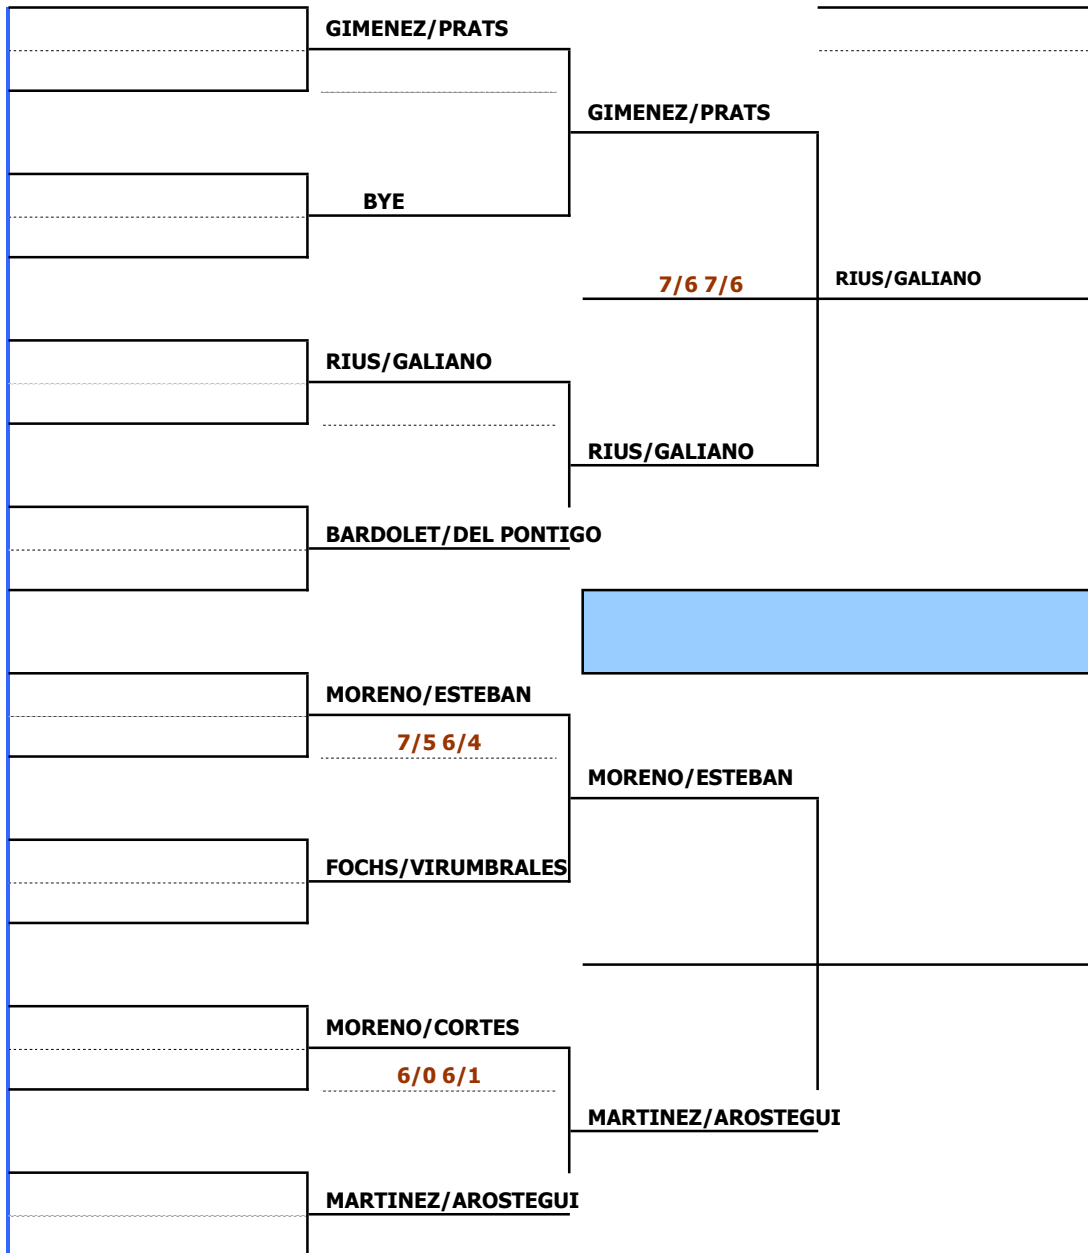 GIMENEZ/PRATS
GIMENEZ/PRATS
BYE
7/6 7/6
RIUS/GALIANO
RIUS/GALIANO
RIUS/GALIANO
BARDOLET/DEL PONTIGO
MORENO/ESTEBAN
7/5 6/4
MORENO/ESTEBAN
FOCHS/VIRUMBRALES
MORENO/CORTES
6/0 6/1
MARTINEZ/AROSTEGUI
MARTINEZ/AROSTEGUI